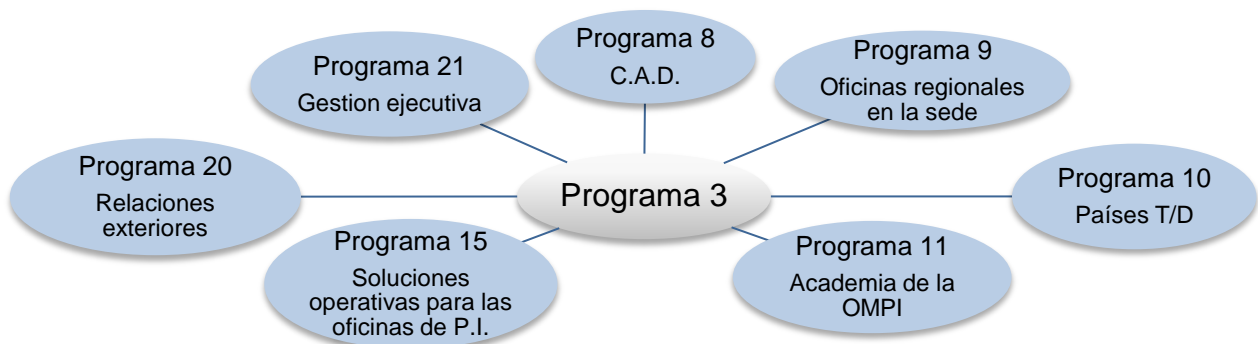 Programa 8
C.A.D.
Programa 21
Gestion ejecutiva
Programa 9
Oficinas regionales
en la sede
Programa 20
Relaciones
exteriores
Programa 3
Programa 10
Países T/D
Programa 15
Soluciones
operativas para las
oficinas de P.I.
Programa 11
Academia de la
OMPI